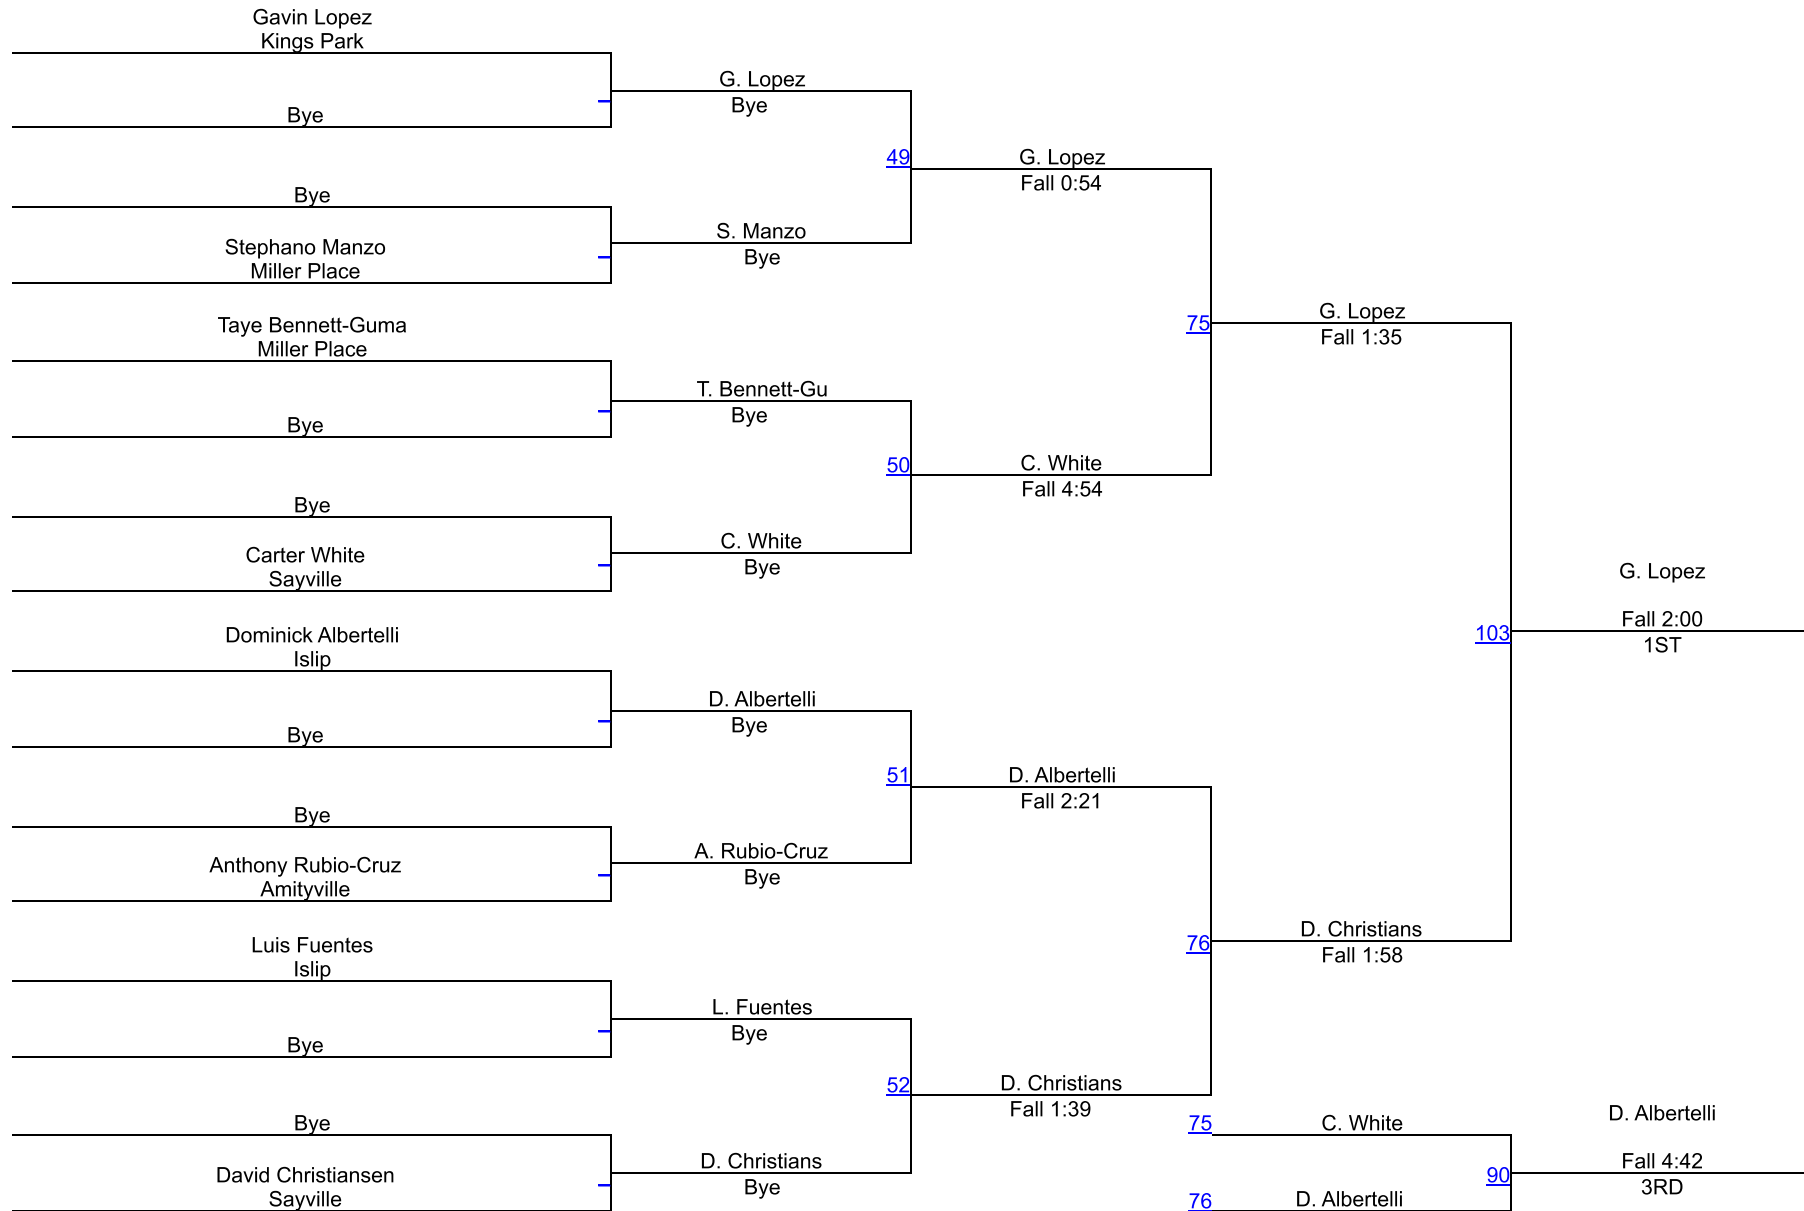 Gavin Lopez
Kings Park
G. Lopez
Bye
Bye
49
G. Lopez
Fall 0:54
Bye
S. Manzo
Bye
Stephano Manzo
Miller Place
75
G. Lopez
Fall 1:35
Taye Bennett-Guma
Miller Place
T. Bennett-Gu
Bye
Bye
50
C. White
Fall 4:54
Bye
C. White
Bye
Carter White
Sayville
103
G. Lopez
Fall 2:00
1ST
Dominick Albertelli
Islip
D. Albertelli
Bye
Bye
51
D. Albertelli
Fall 2:21
Bye
A. Rubio-Cruz
Bye
Anthony Rubio-Cruz
Amityville
76
D. Christians
Fall 1:58
Luis Fuentes
Islip
L. Fuentes
Bye
Bye
52
D. Christians
Fall 1:39
Bye
D. Christians
Bye
David Christiansen
Sayville
75
C. White
90
D. Albertelli
Fall 4:42
3RD
76
D. Albertelli